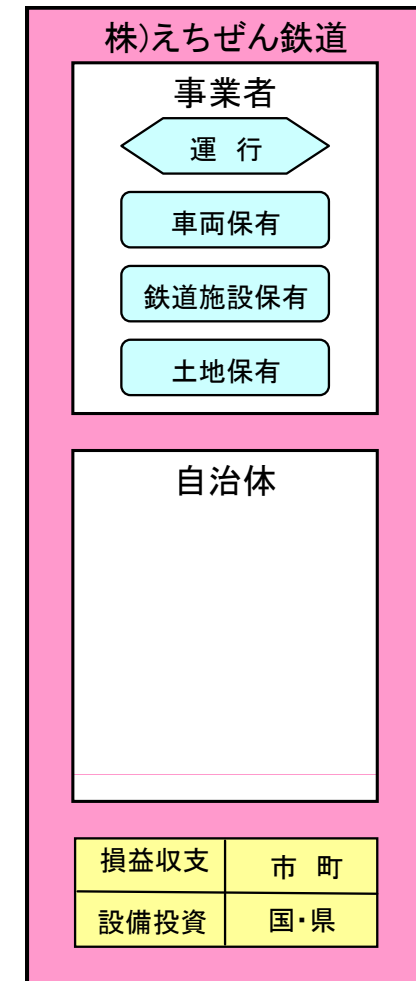 株)えちぜん鉄道
事業者
運 行
車両保有
鉄道施設保有
土地保有
自治体
損益収支 市 町
設備投資 国・県